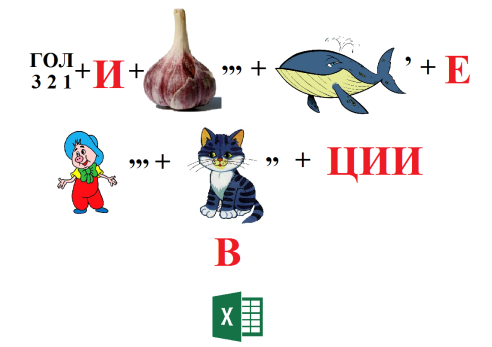 ГОЛ + И + ,,, + ' + Е
3 2 1
,,, + ,, + ЦИИ
В
X